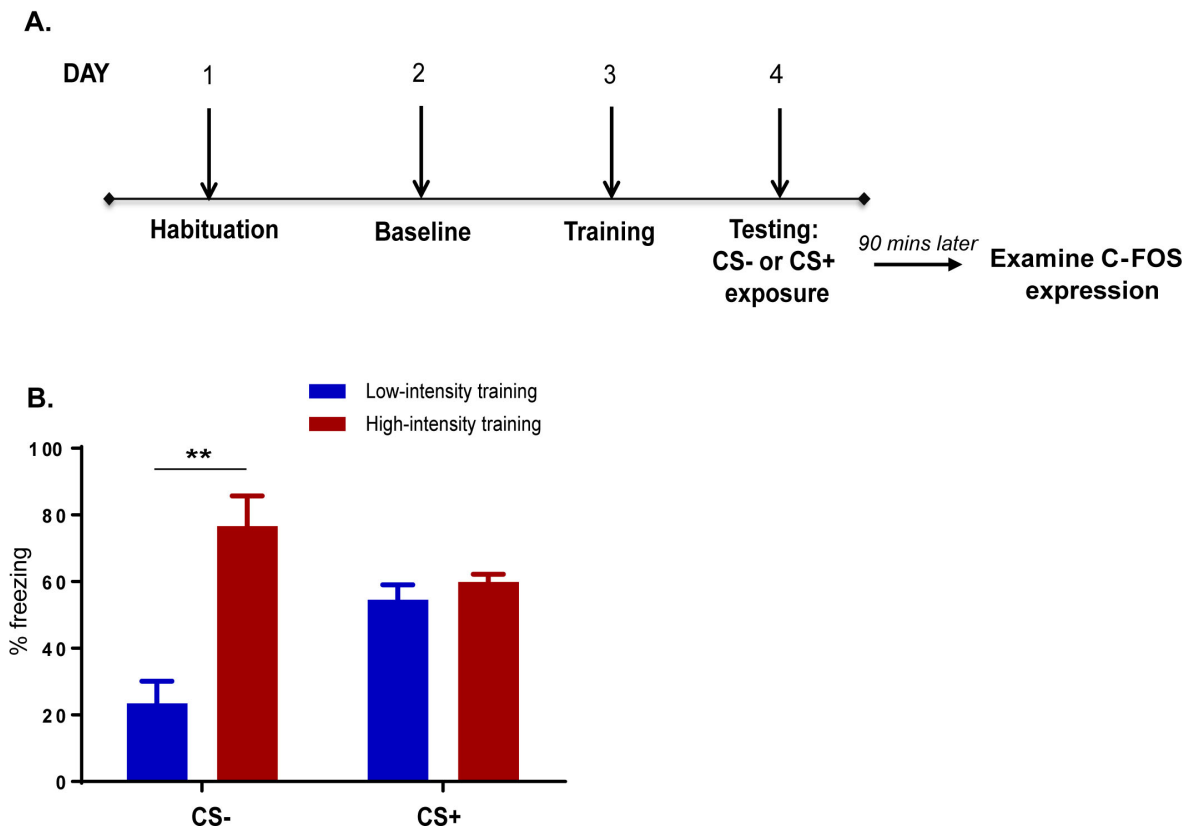 A.
DAY 1 2 3 4
Habituation
Baseline
Training
Testing:
CS- or CS+
exposure
90 mins later
Examine C-FOS
expression
B.
Low-intensity training
High-intensity training
**
% freezing
100
80
60
40
20
0
CS-
CS+